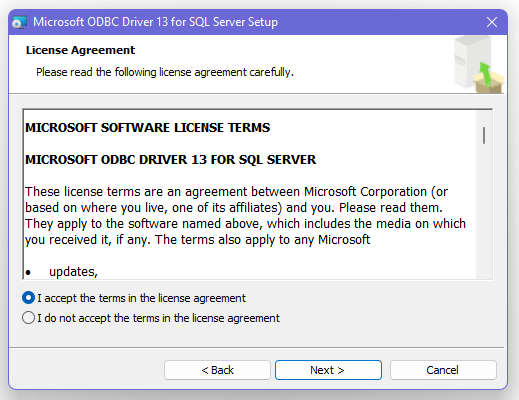 Microsoft ODBC Driver 13 for SQL Server Setup
License Agreement
Please read the following license agreement carefully.
MICROSOFT SOFTWARE LICENSE TERMS
MICROSOFT ODBC DRIVER 13 FOR SQL SERVER
These license terms are an agreement between Microsoft Corporation (or
based on where you live, one of its affiliates) and you. Please read them.
They apply to the software named above, which includes the media on which
you received it, if any. The terms also apply to any Microsoft
• updates,
I accept the terms in the license agreement
I do not accept the terms in the license agreement
< Back Next > Cancel